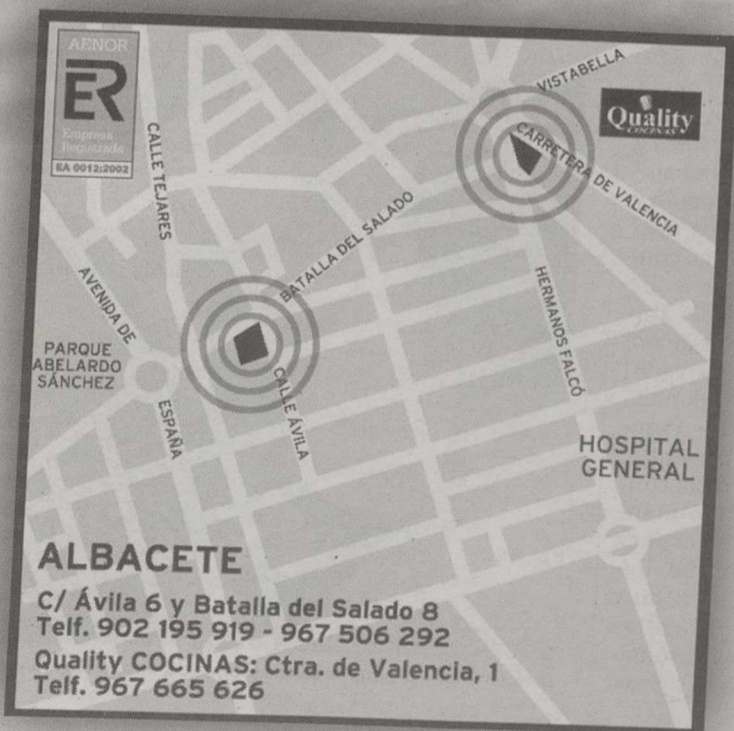 AENOR
ER
Empresa
Registrada
EA 0012:2002
VISTABELLA
Quality
COCINAS
CARRETERA DE VALENCIA
CALLE TEJARES
BATALLA DEL SALADO
AVENIDA DE
ESPAÑA
HERMANOS FALCÓ
PARQUE
ABELARDO
SÁNCHEZ
CALLE ÁVILA
HOSPITAL
GENERAL
ALBACETE
C/ Ávila 6 y Batalla del Salado 8
Telf. 902 195 919 - 967 506 292
Quality COCINAS: Ctra. de Valencia, 1
Telf. 967 665 626